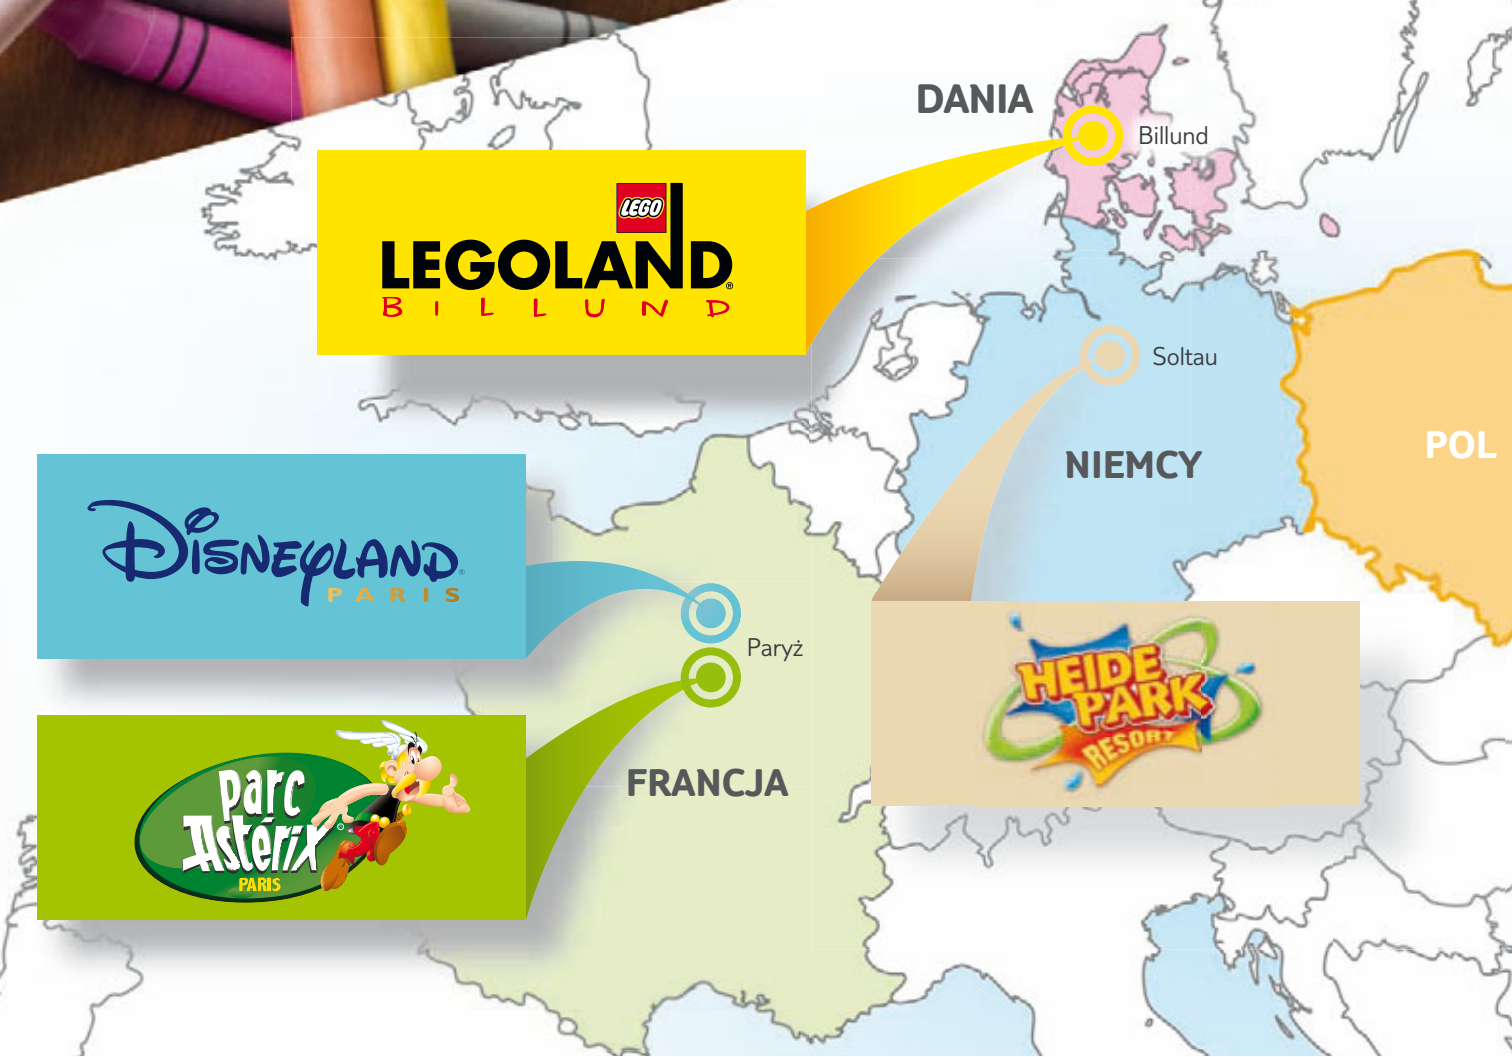 DANIA
Billund
LEGO
LEGOLAND®
BILLUND
Soltau
POL
NIEMCY
DISNEYLAND®
PARIS
Paryż
HEIDE
PARK
RESORT
FRANCJA
parc
Astérix
PARIS